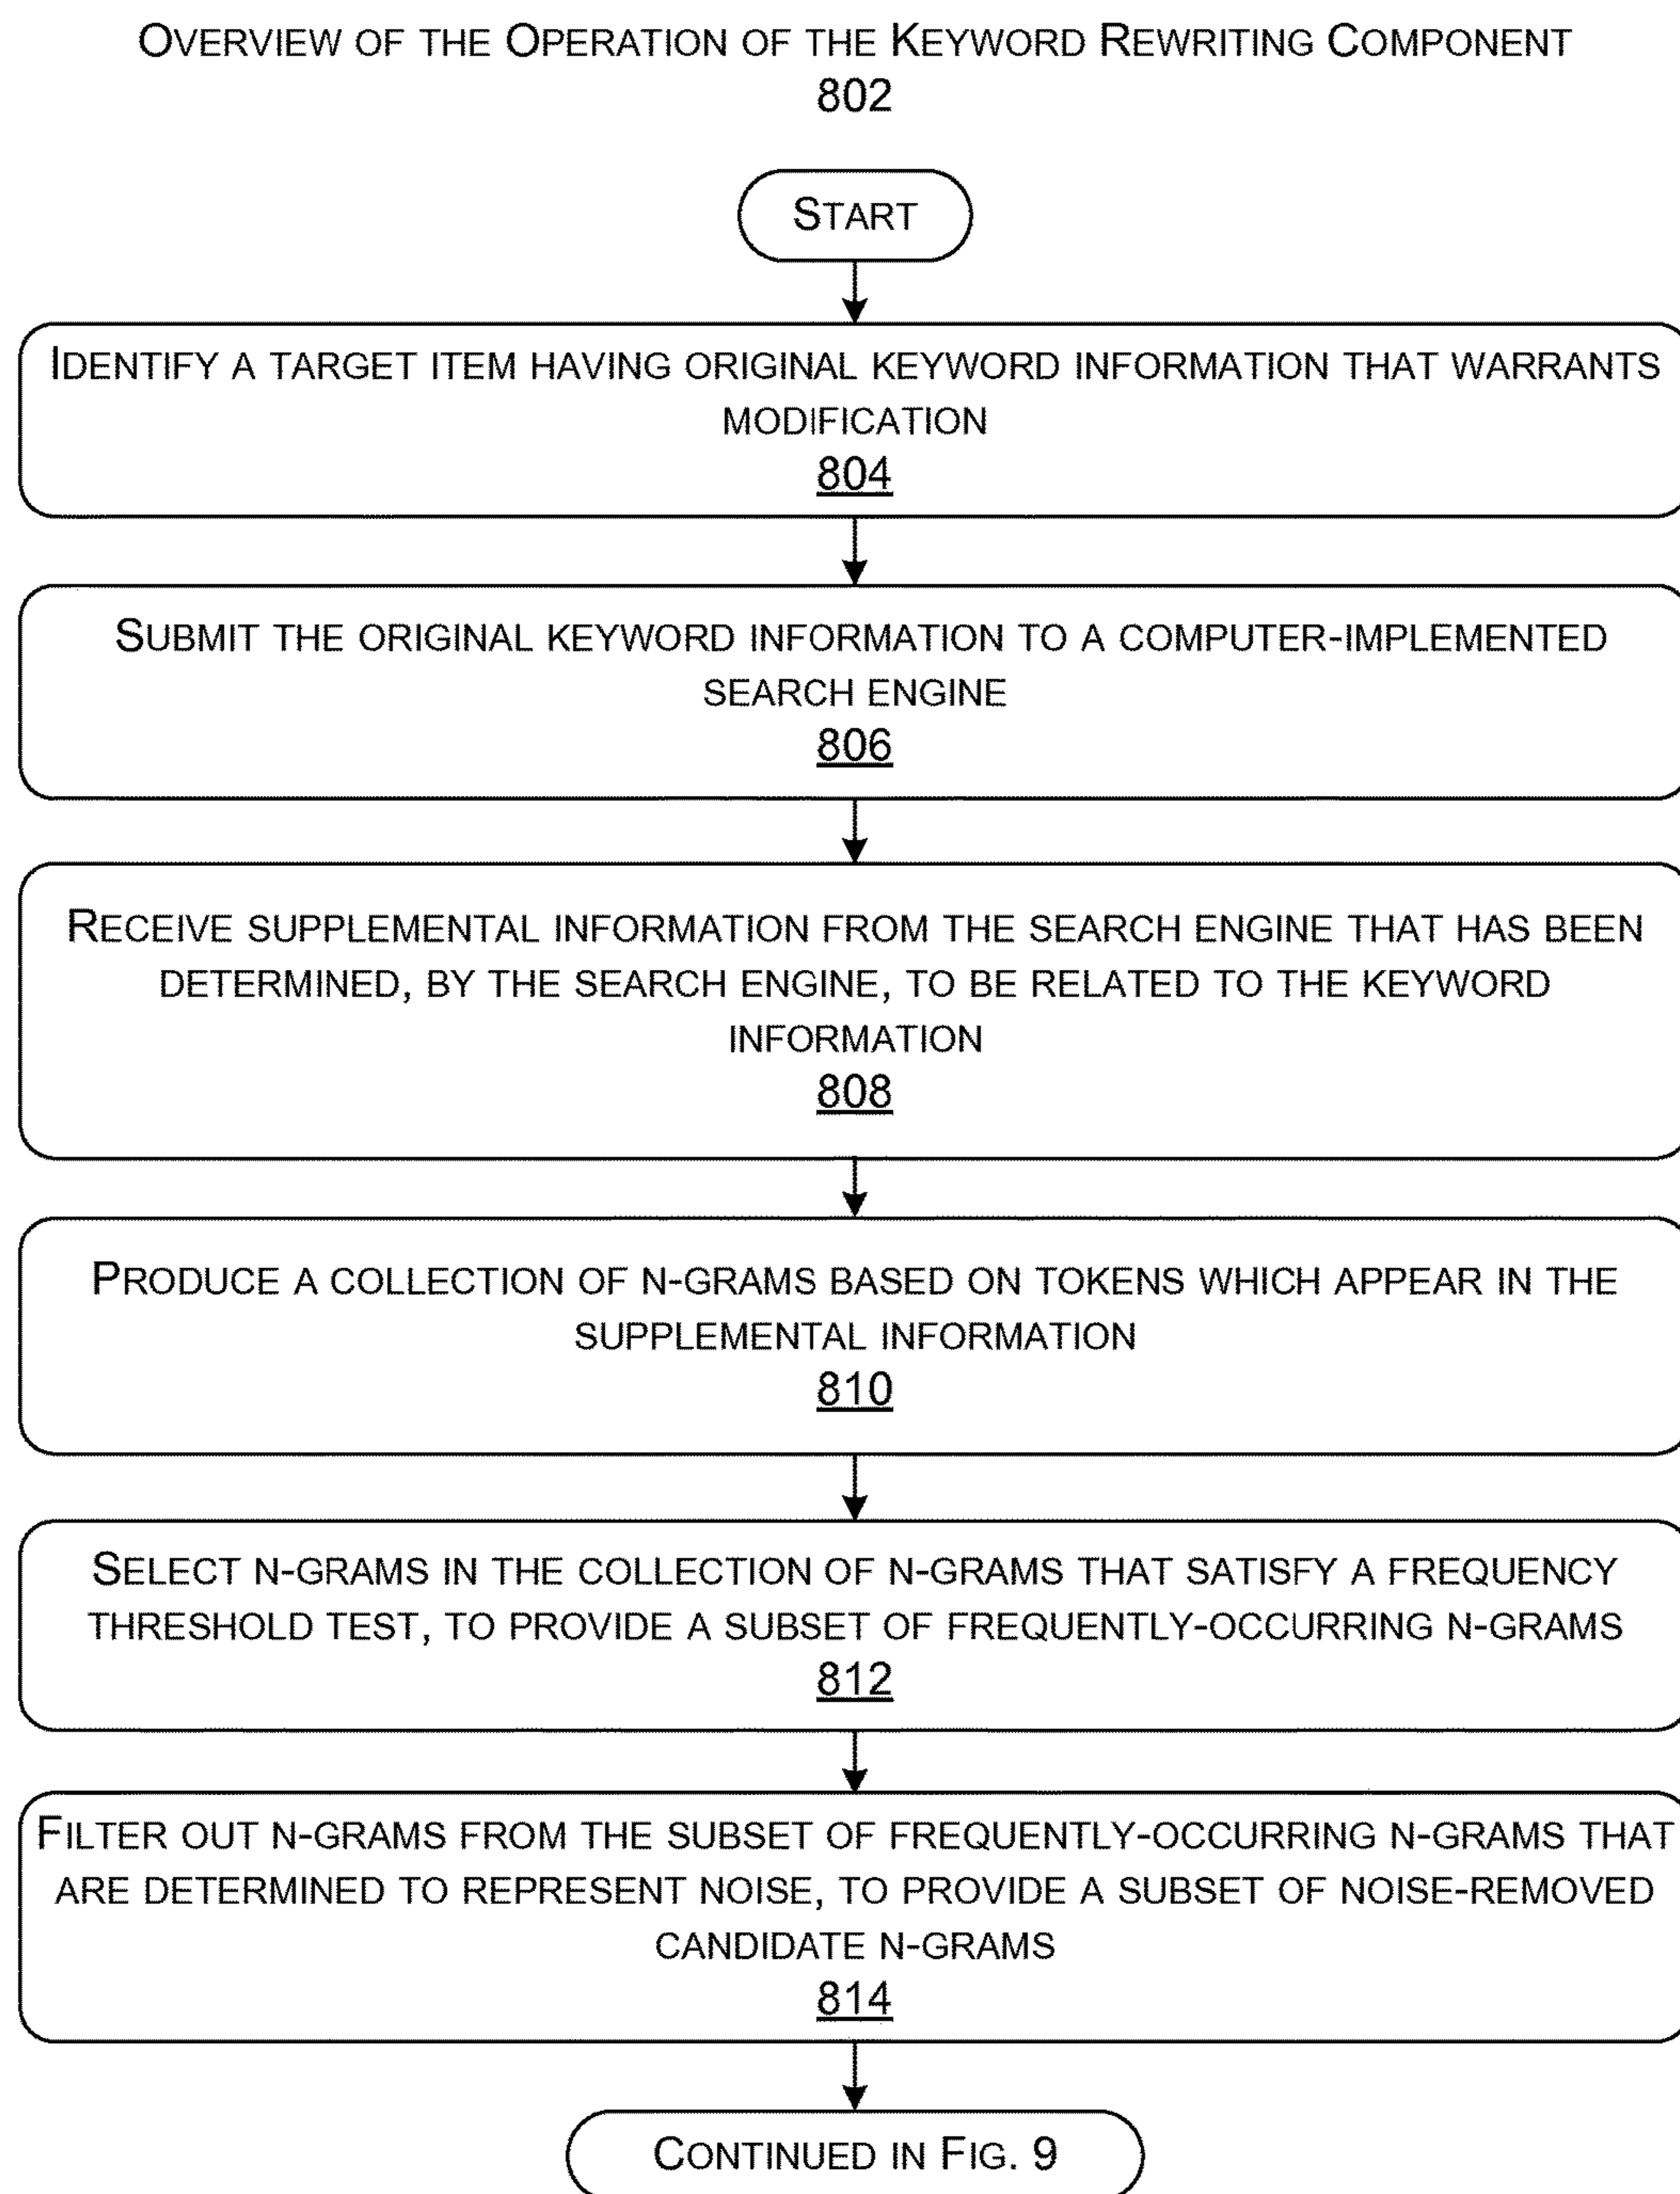 OVERVIEW OF THE OPERATION OF THE KEYWORD REWRITING COMPONENT
802
START
IDENTIFY A TARGET ITEM HAVING ORIGINAL KEYWORD INFORMATION THAT WARRANTS
MODIFICATION
804
SUBMIT THE ORIGINAL KEYWORD INFORMATION TO A COMPUTER-IMPLEMENTED
SEARCH ENGINE
806
RECEIVE SUPPLEMENTAL INFORMATION FROM THE SEARCH ENGINE THAT HAS BEEN
DETERMINED, BY THE SEARCH ENGINE, TO BE RELATED TO THE KEYWORD
INFORMATION
808
PRODUCE A COLLECTION OF N-GRAMS BASED ON TOKENS WHICH APPEAR IN THE
SUPPLEMENTAL INFORMATION
810
SELECT N-GRAMS IN THE COLLECTION OF N-GRAMS THAT SATISFY A FREQUENCY
THRESHOLD TEST, TO PROVIDE A SUBSET OF FREQUENTLY-OCCURRING N-GRAMS
812
FILTER OUT N-GRAMS FROM THE SUBSET OF FREQUENTLY-OCCURRING N-GRAMS THAT
ARE DETERMINED TO REPRESENT NOISE, TO PROVIDE A SUBSET OF NOISE-REMOVED
CANDIDATE N-GRAMS
814
CONTINUED IN FIG. 9